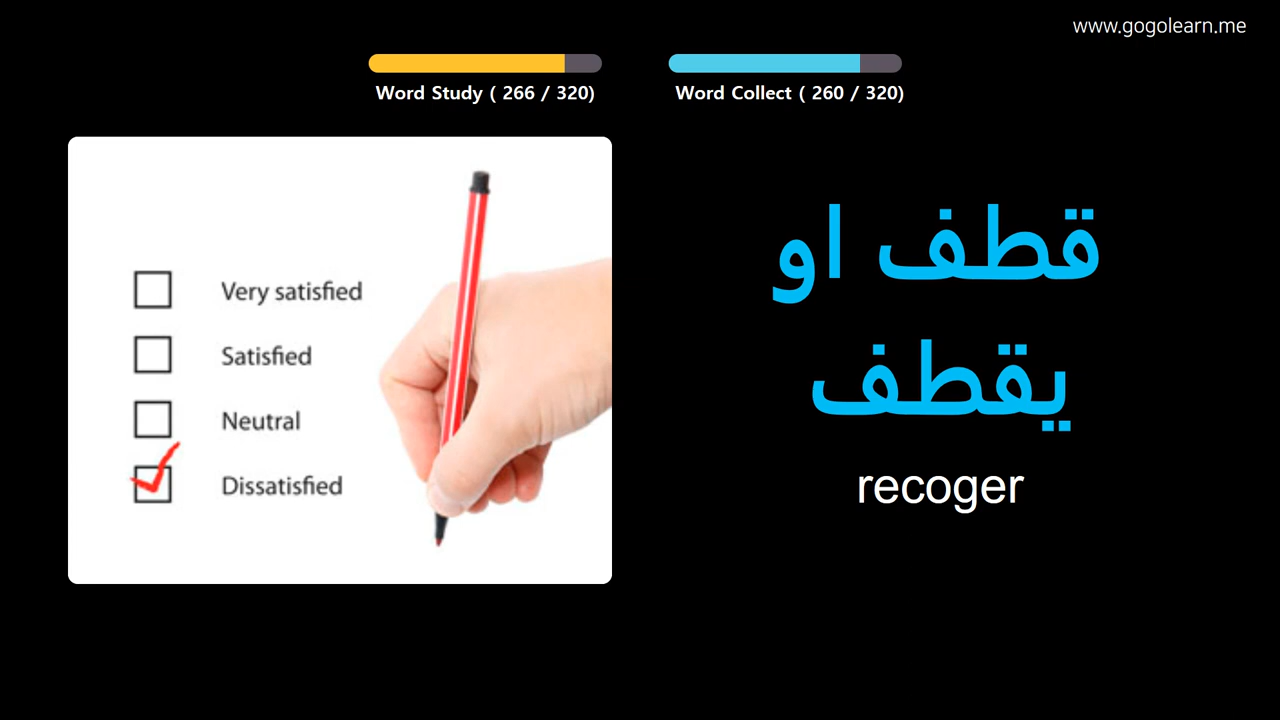 www.gogolearn.me
Word Study ( 266 / 320)
Word Collect ( 260 / 320)
Very satisfied
Satisfied
Neutral
Dissatisfied
قطف او
يقطف
recoger